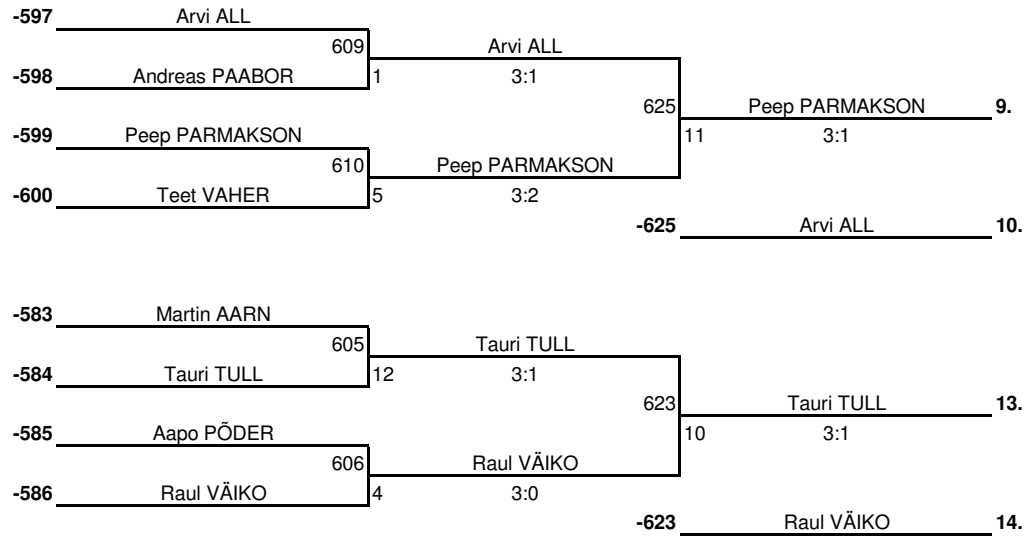 -597 Arvi ALL
609 Arvi ALL
-598 Andreas PAABOR 1 3:1
625 Peep PARMAKSON 9.
-599 Peep PARMAKSON 11 3:1
610 Peep PARMAKSON
-600 Teet VAHER 5 3:2
-625 Arvi ALL 10.
-583 Martin AARN
605 Tauri TULL
-584 Tauri TULL 12 3:1
623 Tauri TULL 13.
-585 Aapo PÕDER 10 3:1
606 Raul VÄIKO
-586 Raul VÄIKO 4 3:0
-623 Raul VÄIKO 14.